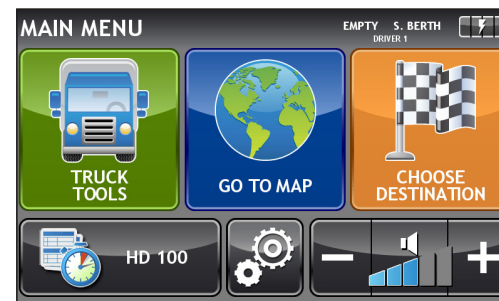 MAIN MENU
EMPTY S. BERTH
DRIVER 1
TRUCK
TOOLS
GO TO MAP
CHOOSE
DESTINATION
HD 100